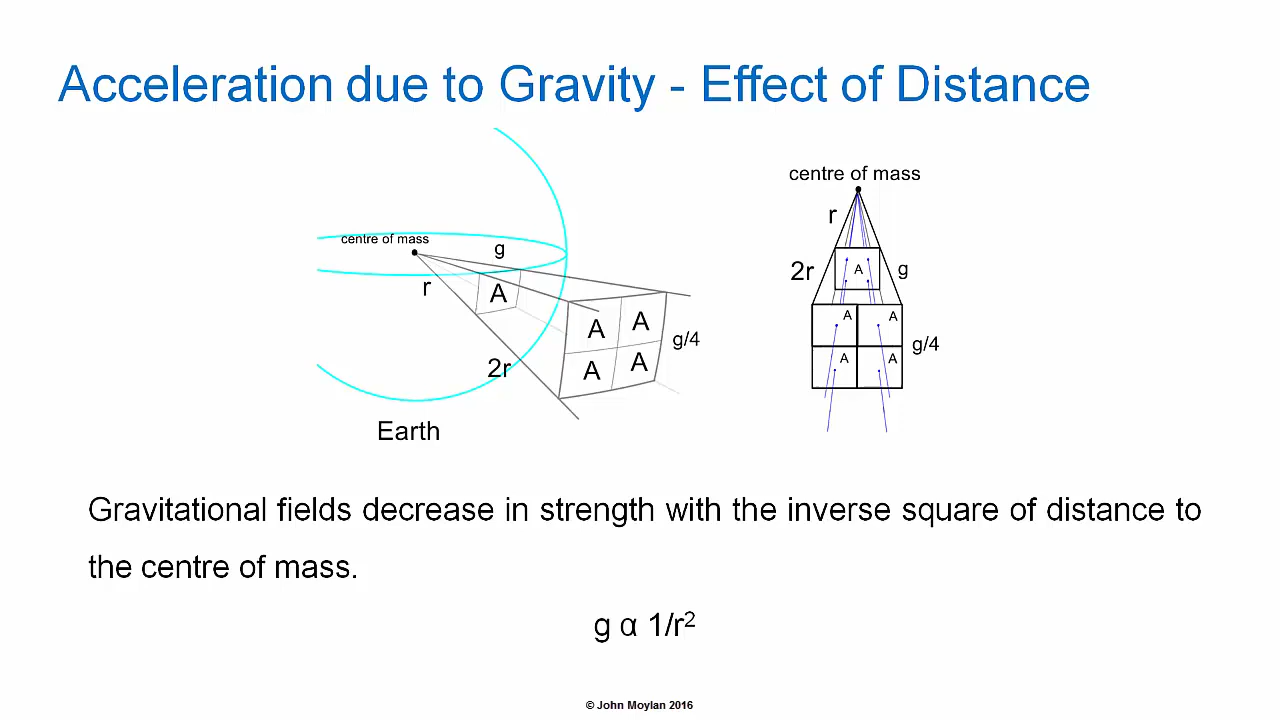 Acceleration due to Gravity - Effect of Distance
centre of mass
g
r
A
A A
A A
g/4
2r
Earth
centre of mass
r
2r
A
g
A A
A A
g/4
Gravitational fields decrease in strength with the inverse square of distance to
the centre of mass.
g α 1/r²
© John Moylan 2016